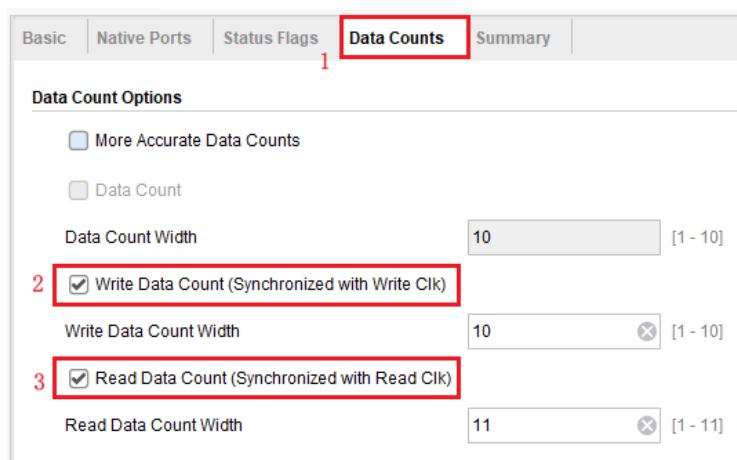 Basic Native Ports Status Flags Data Counts Summary
1
Data Count Options
More Accurate Data Counts
Data Count
Data Count Width 10 [1 - 10]
2 Write Data Count (Synchronized with Write Clk)
Write Data Count Width 10 [1 - 10]
3 Read Data Count (Synchronized with Read Clk)
Read Data Count Width 11 [1 - 11]